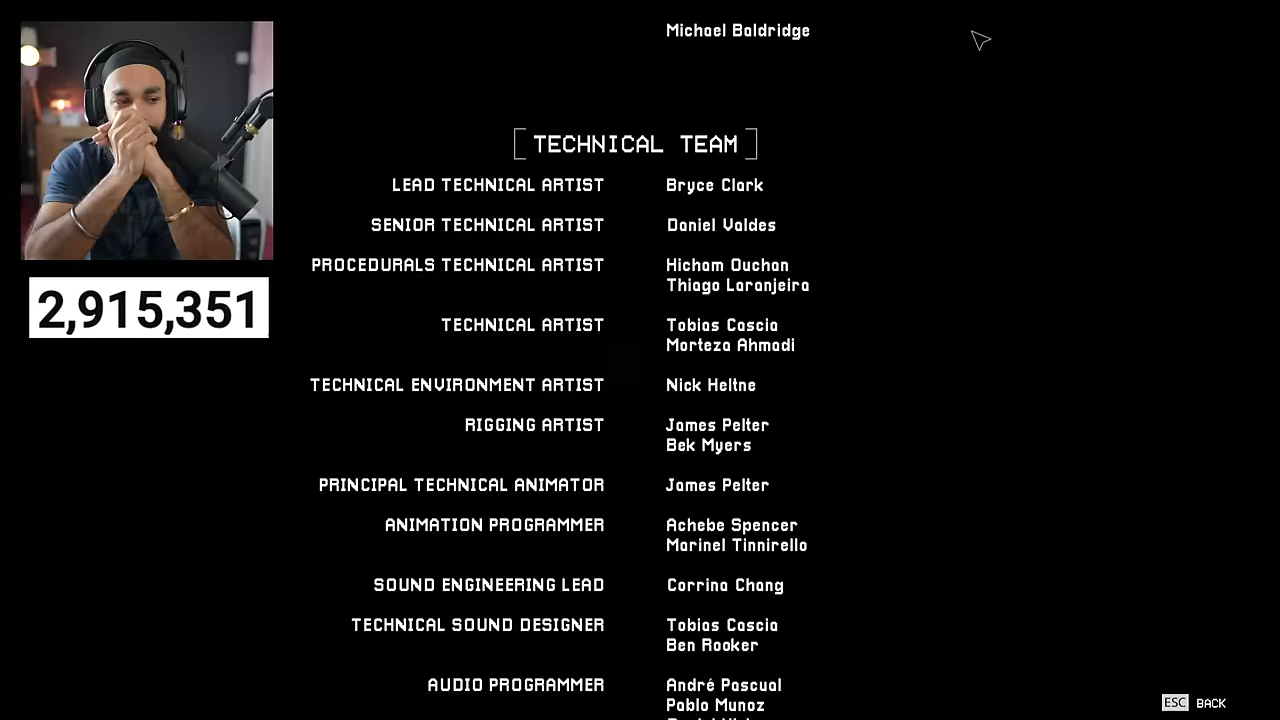 Michael Baldridge
TECHNICAL TEAM
LEAD TECHNICAL ARTIST Bryce Clark
SENIOR TECHNICAL ARTIST Daniel Valdes
PROCEDURALS TECHNICAL ARTIST Hicham Ouchan
Thiago Laranjeira
2,915,351
TECHNICAL ARTIST Tobias Cascia
Morteza Ahmadi
TECHNICAL ENVIRONMENT ARTIST Nick Heltne
RIGGING ARTIST James Pelter
Bek Myers
PRINCIPAL TECHNICAL ANIMATOR James Pelter
ANIMATION PROGRAMMER Achebe Spencer
Marinel Tinnirello
SOUND ENGINEERING LEAD Corrina Chang
TECHNICAL SOUND DESIGNER Tobias Cascia
Ben Rooker
AUDIO PROGRAMMER André Pascual
Pablo Munoz
ESC BACK